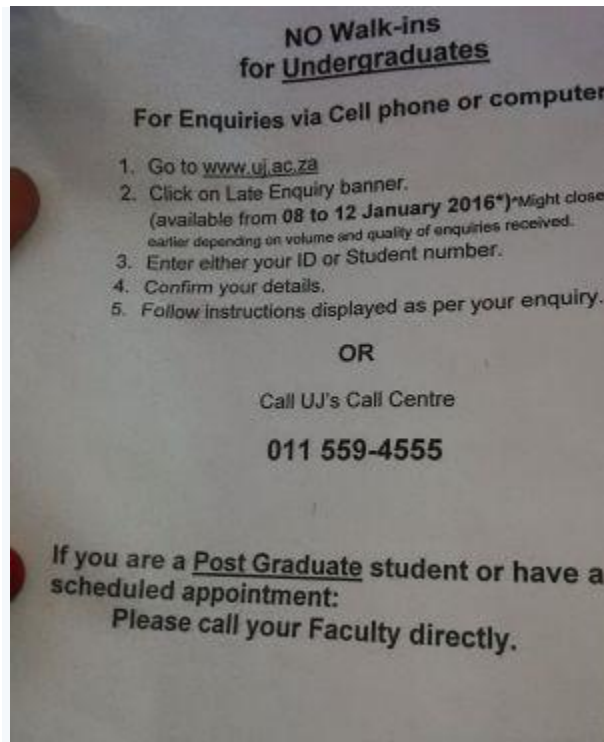 NO Walk-ins
for Undergraduates
For Enquiries via Cell phone or computer
1. Go to www.uj.ac.za
2. Click on Late Enquiry banner.
(available from 08 to 12 January 2016*)*Might close
earlier depending on volume and quality of enquiries received.
3. Enter either your ID or Student number.
4. Confirm your details.
5. Follow instructions displayed as per your enquiry.
OR
Call UJ's Call Centre
011 559-4555
If you are a Post Graduate student or have a
scheduled appointment:
Please call your Faculty directly.